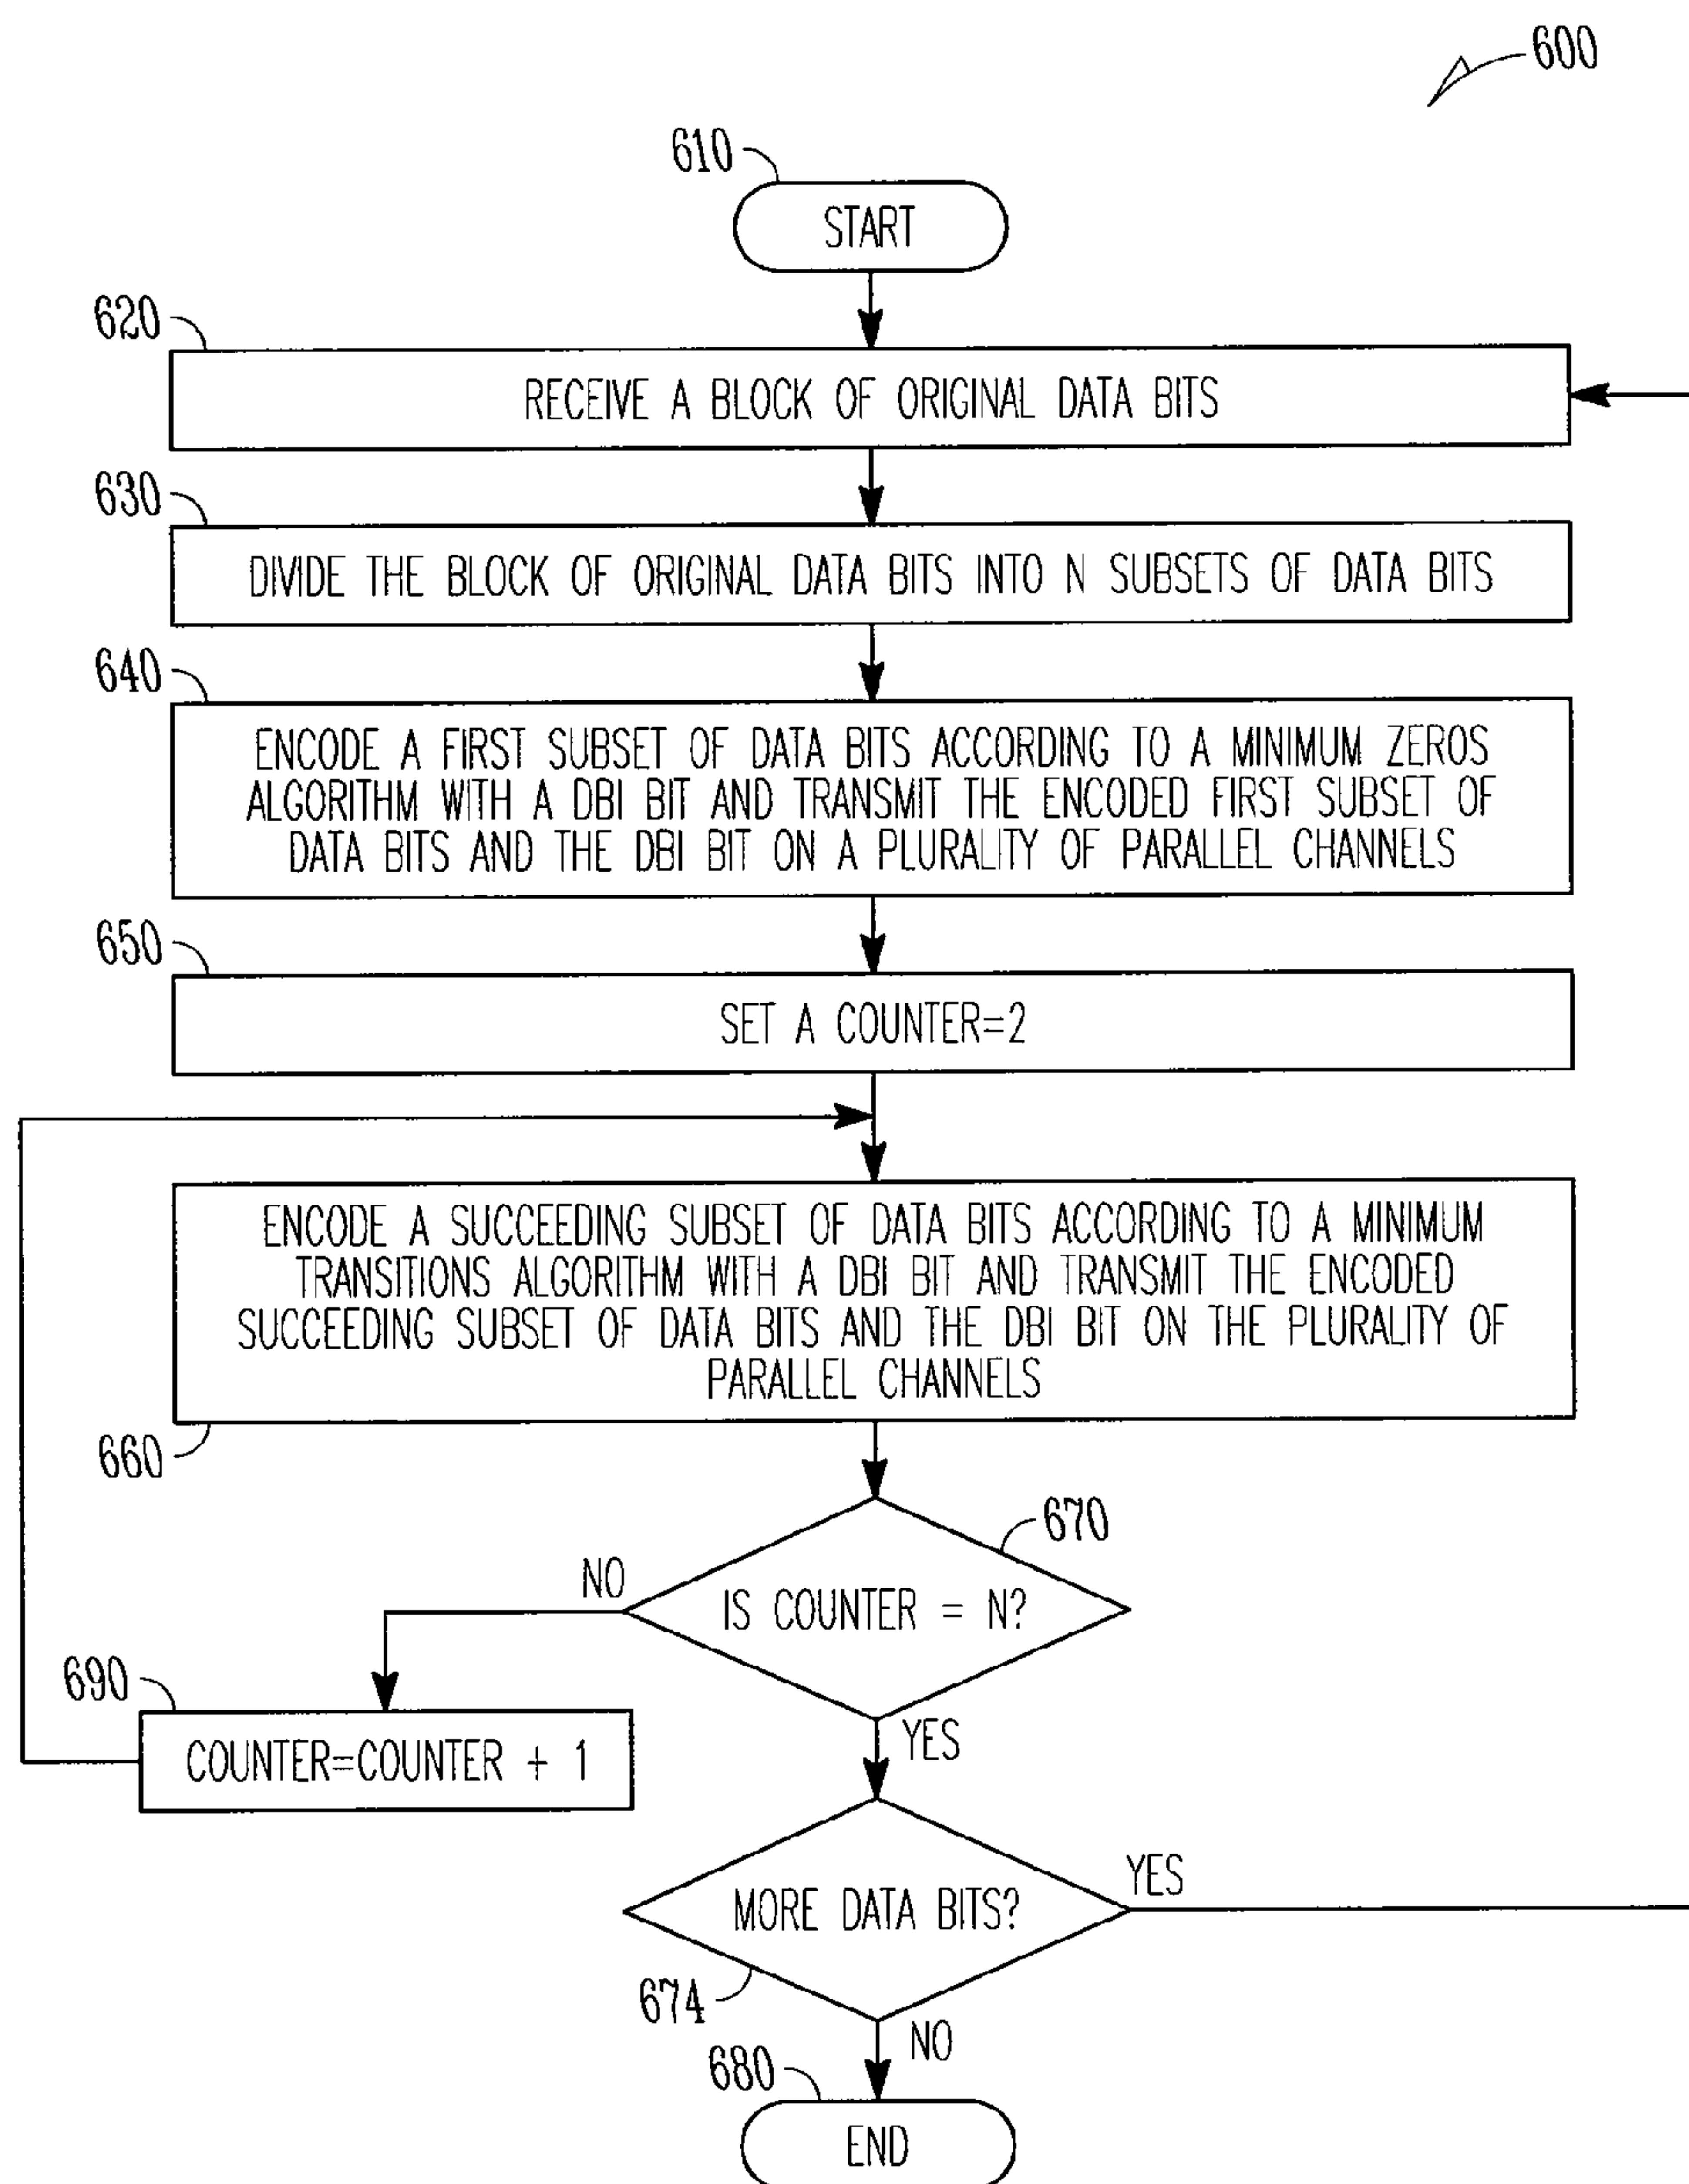 600
610
START
620
RECEIVE A BLOCK OF ORIGINAL DATA BITS
630
DIVIDE THE BLOCK OF ORIGINAL DATA BITS INTO N SUBSETS OF DATA BITS
640
ENCODE A FIRST SUBSET OF DATA BITS ACCORDING TO A MINIMUM ZEROS
ALGORITHM WITH A DBI BIT AND TRANSMIT THE ENCODED FIRST SUBSET OF
DATA BITS AND THE DBI BIT ON A PLURALITY OF PARALLEL CHANNELS
650
SET A COUNTER=2
ENCODE A SUCCEEDING SUBSET OF DATA BITS ACCORDING TO A MINIMUM
TRANSITIONS ALGORITHM WITH A DBI BIT AND TRANSMIT THE ENCODED
SUCCEEDING SUBSET OF DATA BITS AND THE DBI BIT ON THE PLURALITY OF
PARALLEL CHANNELS
660
670
NO
IS COUNTER = N?
690
COUNTER=COUNTER + 1
YES
MORE DATA BITS?
YES
674
NO
680
END